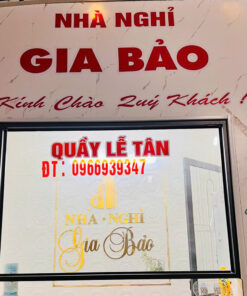 NHÀ NGHỈ
GIA BẢO
Kính Chào Quý Khách !
QUẦY LỄ TÂN
ĐT: 0966939347
NHÀ • NGHỈ
Gia Bảo